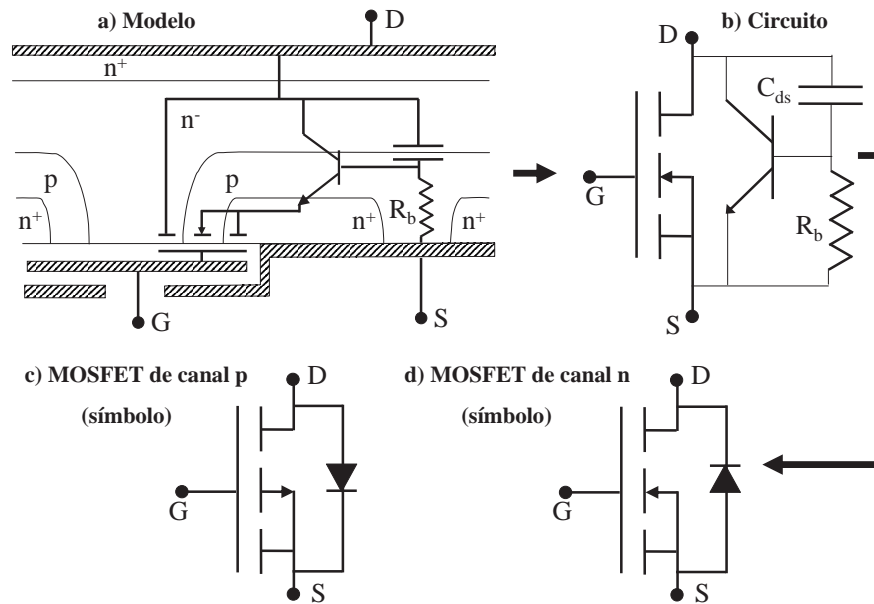 a) Modelo
D
n+
n-
p
p
n+
n+
n+
Rb
G
S
b) Circuito
D
Cds
G
Rb
S
c) MOSFET de canal p
(símbolo)
D
G
S
d) MOSFET de canal n
(símbolo)
D
G
S